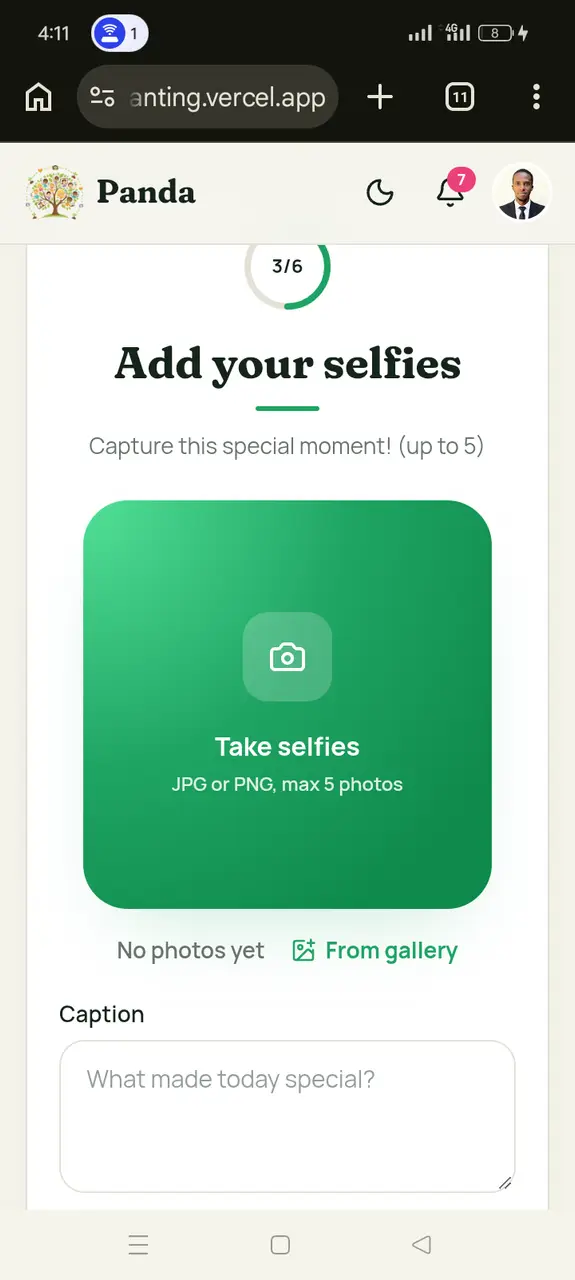 4:11
1
4G
8
anting.vercel.app
11
Panda
7
3/6
Add your selfies
Capture this special moment! (up to 5)
Take selfies
JPG or PNG, max 5 photos
No photos yet
From gallery
Caption
What made today special?